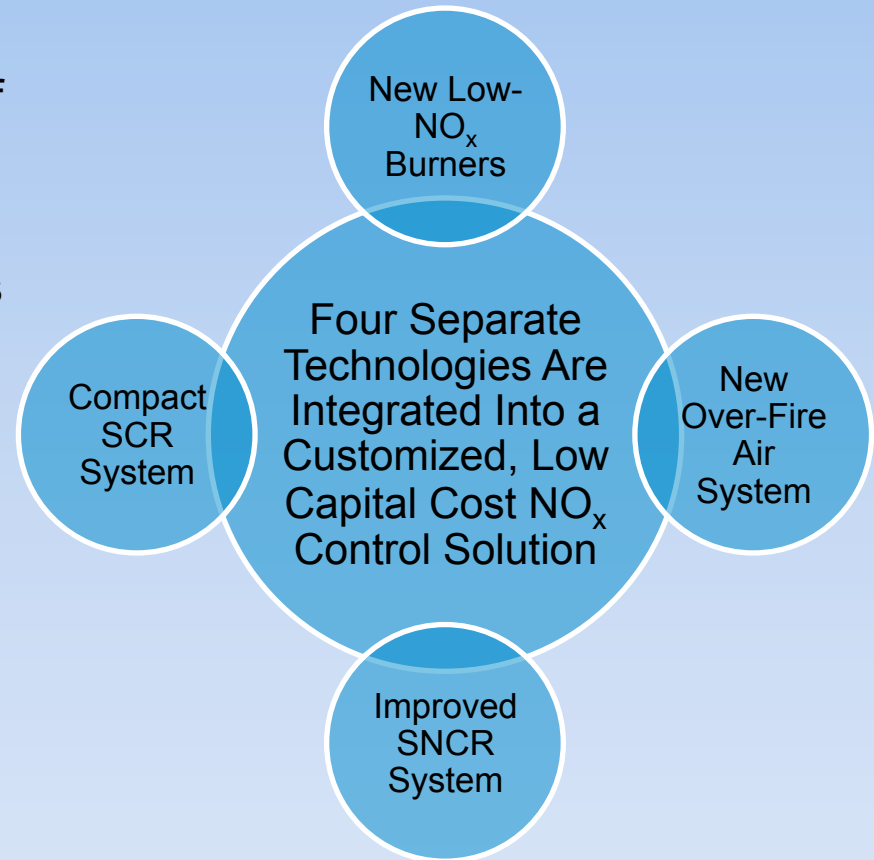 New Low-
NOx
Burners
Four Separate
Technologies Are
Integrated Into a
Customized, Low
Capital Cost NOx
Control Solution
Compact
SCR
System
New
Over-Fire
Air
System
Improved
SNCR
System